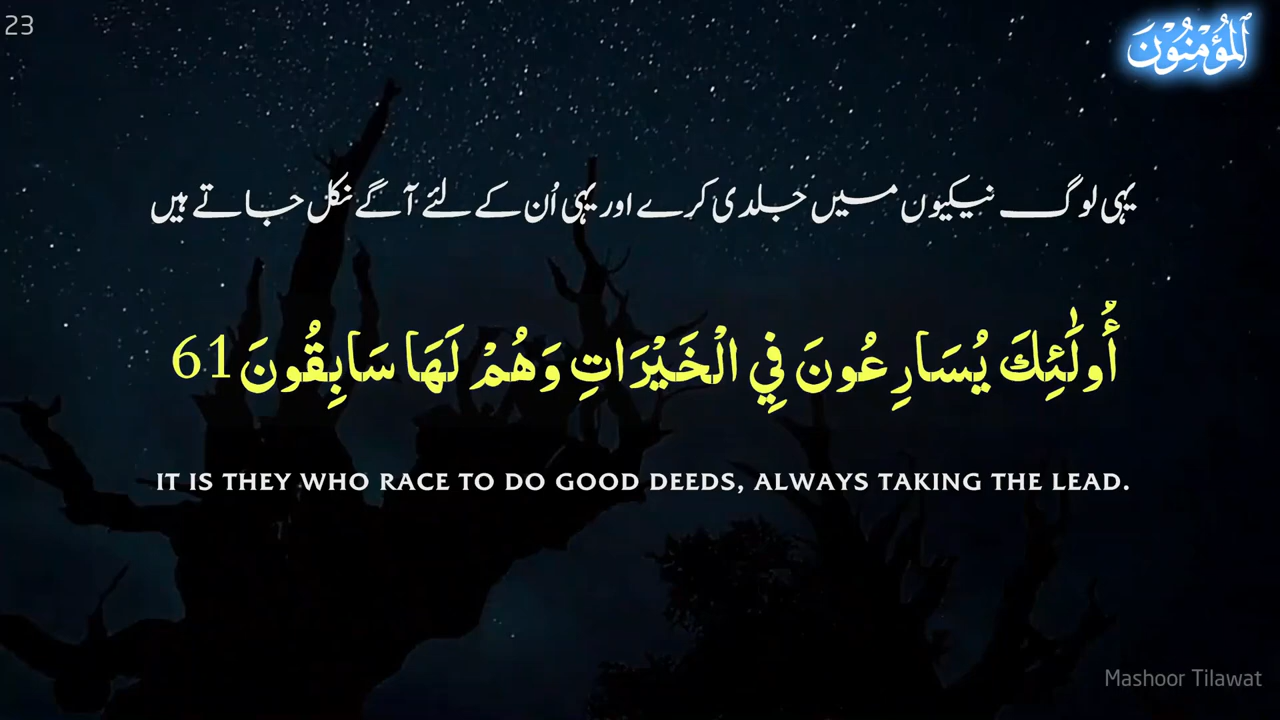 23
المؤمنون
یہی لوگ نیکیوں میں جلدی کرے اور یہی اُن کے لئے آگے نکل جاتے ہیں
أُولَٰئِكَ يُسَارِعُونَ فِي الْخَيْرَاتِ وَهُمْ لَهَا سَابِقُونَ 61
IT IS THEY WHO RACE TO DO GOOD DEEDS, ALWAYS TAKING THE LEAD.
Mashoor Tilawat